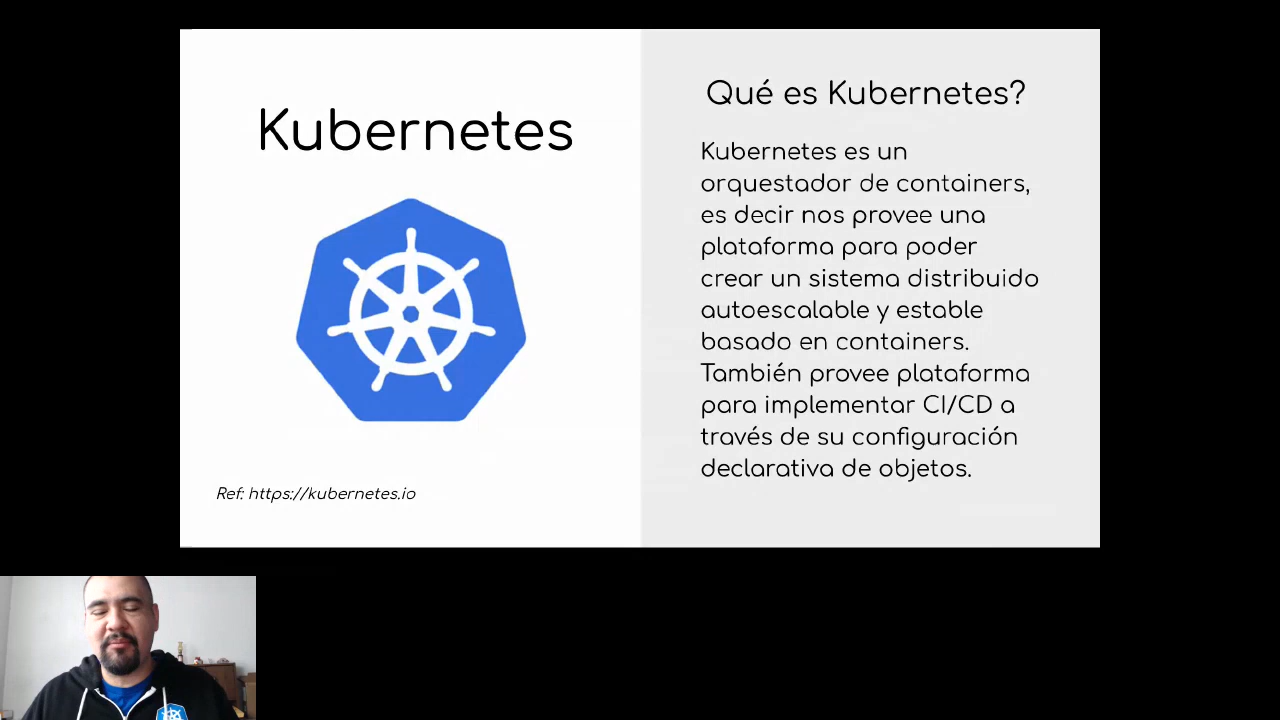 Kubernetes
Ref: https://kubernetes.io
Qué es Kubernetes?
Kubernetes es un
orquestador de containers,
es decir nos provee una
plataforma para poder
crear un sistema distribuido
autoescalable y estable
basado en containers.
También provee plataforma
para implementar CI/CD a
través de su configuración
declarativa de objetos.